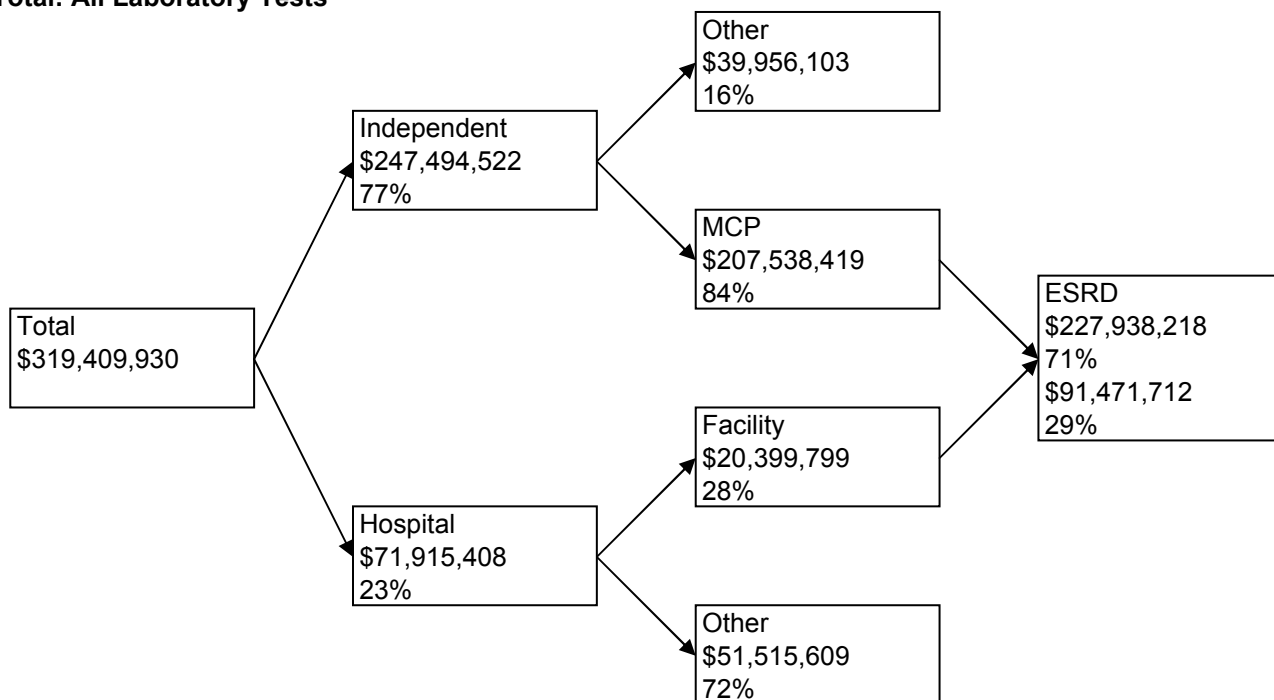 Total: All Laboratory Tests
Other
$39,956,103
16%
Independent
$247,494,522
77%
MCP
$207,538,419
84%
ESRD
$227,938,218
71%
$91,471,712
29%
Total
$319,409,930
Facility
$20,399,799
28%
Hospital
$71,915,408
23%
Other
$51,515,609
72%